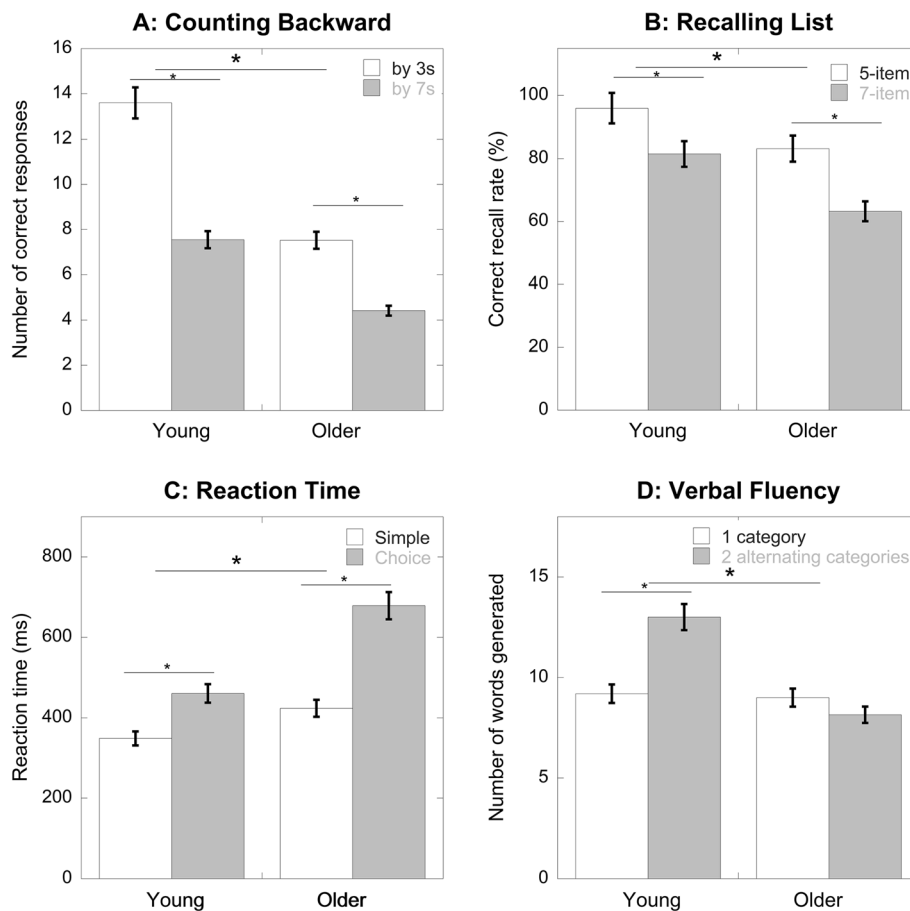 A: Counting Backward
16
14
12
10
8
6
4
2
0
Number of correct responses
by 3s
by 7s
*
*
*
Young
Older
B: Recalling List
100
80
60
40
20
0
Correct recall rate (%)
5-item
7-item
*
*
*
Young
Older
C: Reaction Time
800
600
400
200
0
Reaction time (ms)
Simple
Choice
*
*
*
Young
Older
D: Verbal Fluency
15
10
5
0
Number of words generated
1 category
2 alternating categories
*
*
Young
Older